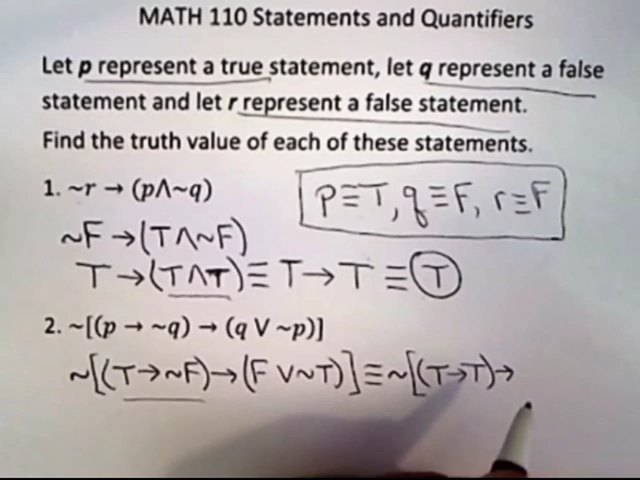 MATH 110 Statements and Quantifiers
Let p represent a true statement, let q represent a false
statement and let r represent a false statement.
Find the truth value of each of these statements.
1. ~r → (p∧~q)
p≡T, q≡F, r≡F
~F →(T∧~F)
T →(T∧T)≡ T→T ≡ T
2. ~[(p → ~q) → (q V ~p)]
~[(T→~F)→(F V~T)]≡~[(T→T)→